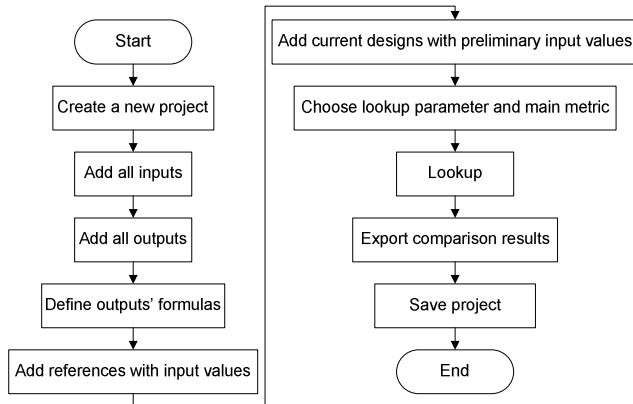 Start
Create a new project
Add all inputs
Add all outputs
Define outputs’ formulas
Add references with input values
Add current designs with preliminary input values
Choose lookup parameter and main metric
Lookup
Export comparison results
Save project
End